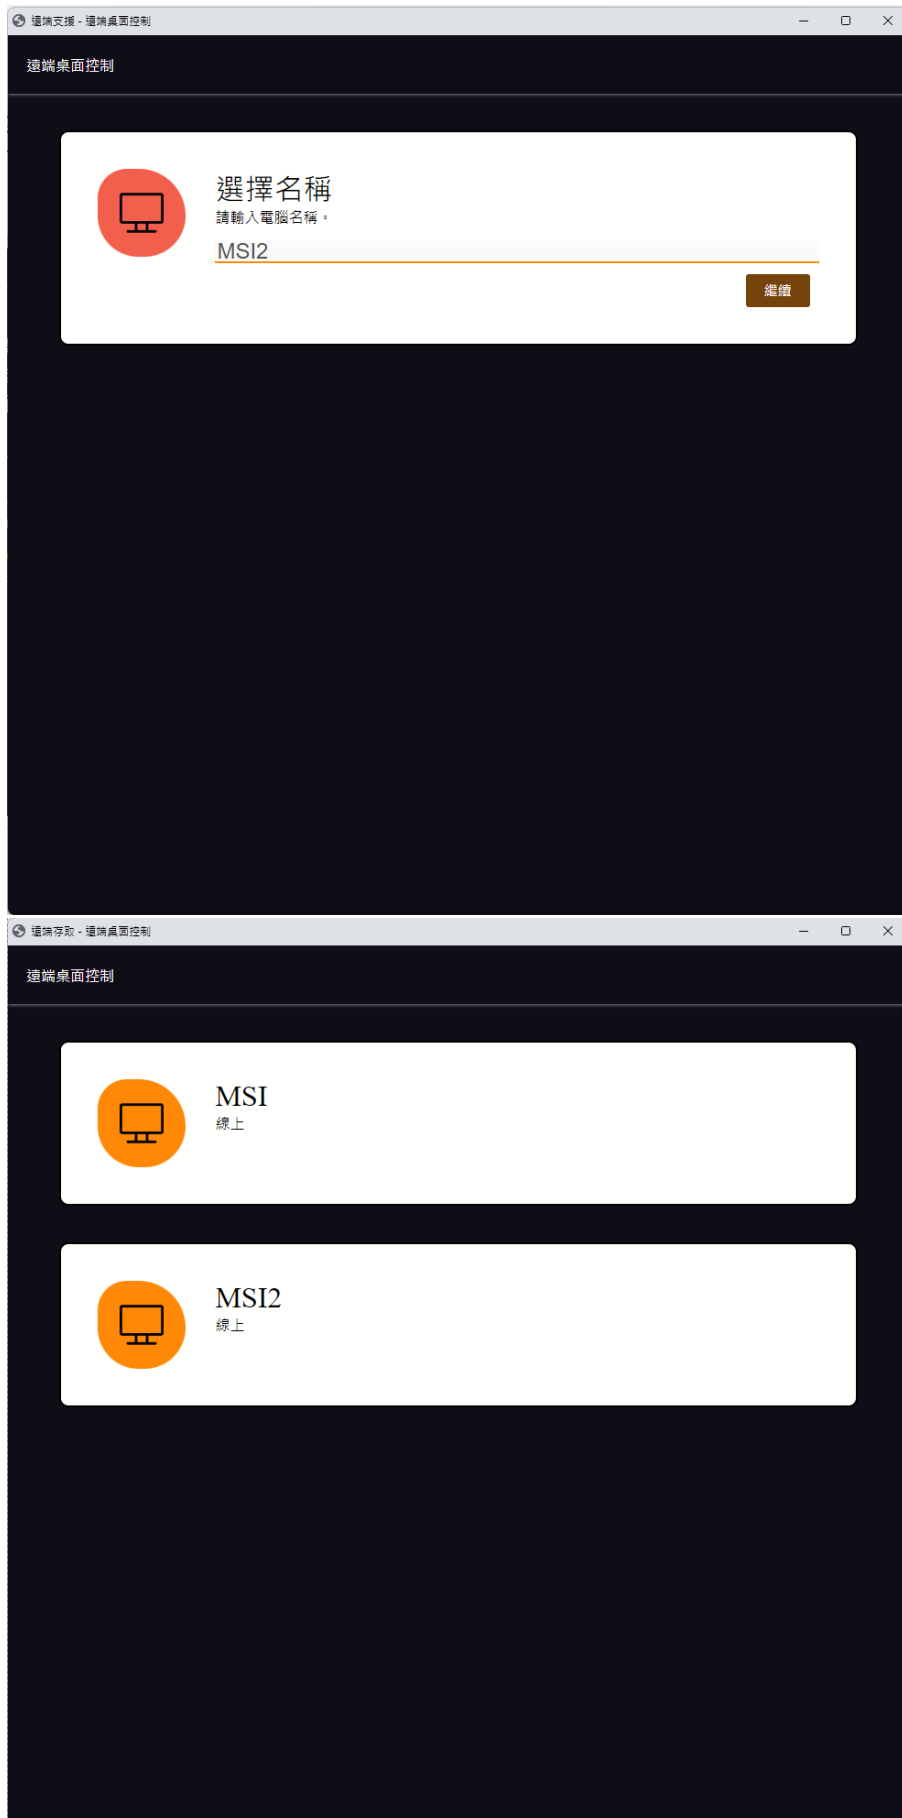 遠端支援 - 遠端桌面控制
遠端桌面控制
選擇名稱
請輸入電腦名稱。
MSI2
繼續
遠端存取 - 遠端桌面控制
遠端桌面控制
MSI
線上
MSI2
線上